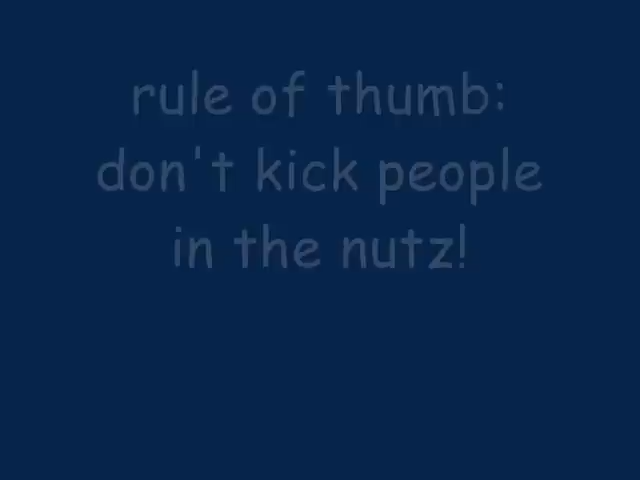 rule of thumb:
don't kick people
in the nutz!